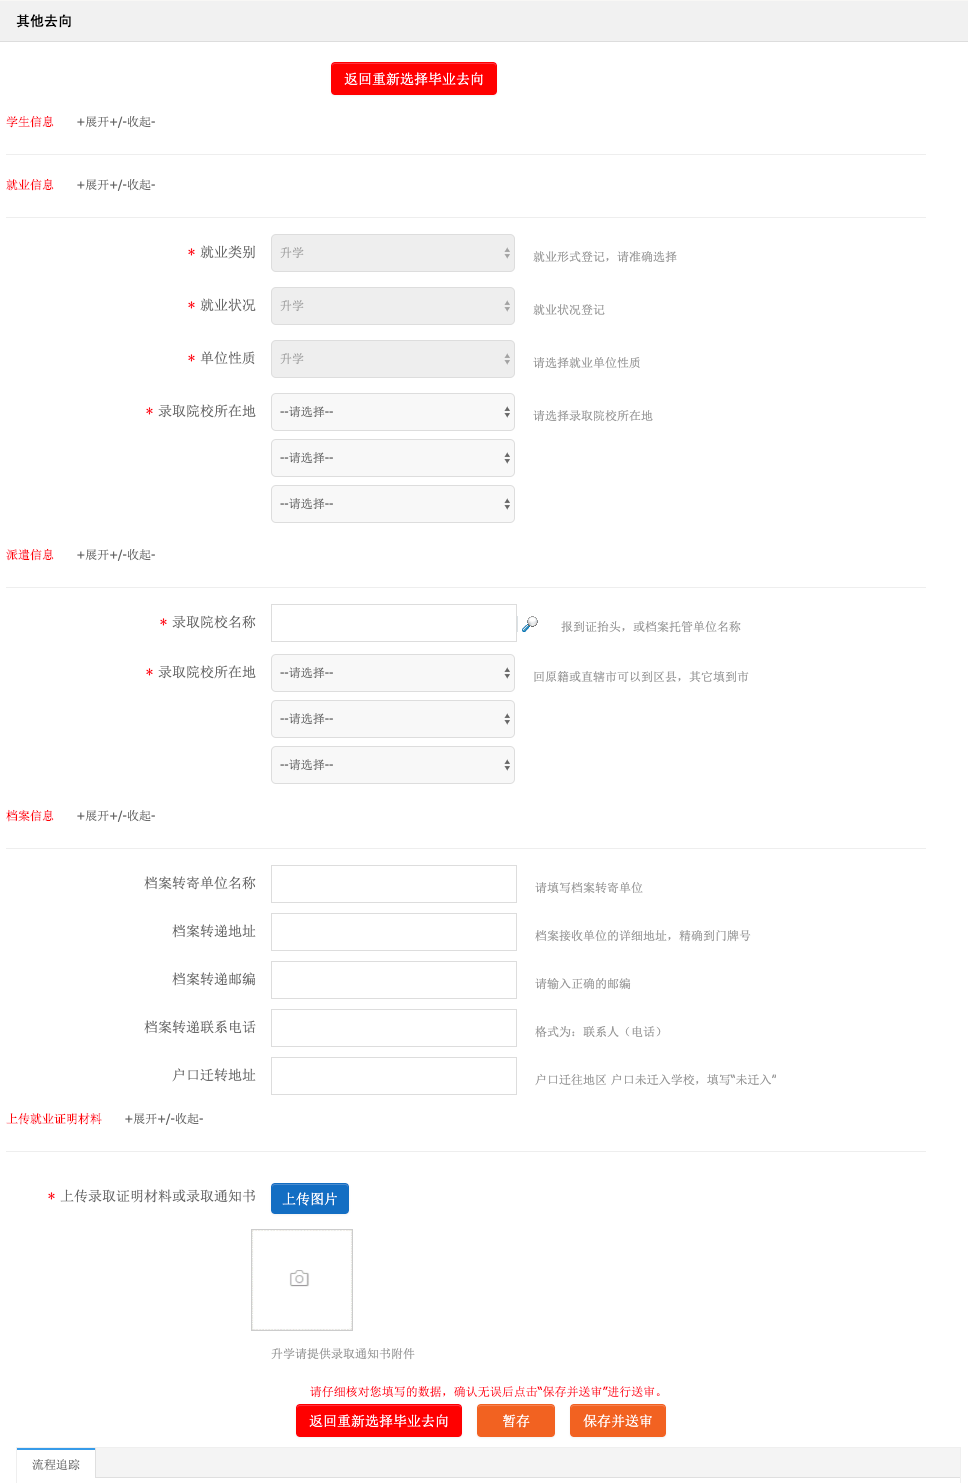 其他去向
返回重新选择毕业去向
学生信息 +展开+/-收起-
就业信息 +展开+/-收起-
* 就业类别 升学 就业形式登记，请准确选择
* 就业状况 升学 就业状况登记
* 单位性质 升学 请选择就业单位性质
* 录取院校所在地 --请选择-- 请选择录取院校所在地
--请选择--
--请选择--
派遣信息 +展开+/-收起-
* 录取院校名称 报到证抬头，或档案托管单位名称
* 录取院校所在地 --请选择-- 回原籍或直辖市可以到区县，其它填到市
--请选择--
--请选择--
档案信息 +展开+/-收起-
档案转寄单位名称 请填写档案转寄单位
档案转递地址 档案接收单位的详细地址，精确到门牌号
档案转递邮编 请输入正确的邮编
档案转递联系电话 格式为：联系人（电话）
户口迁转地址 户口迁往地区 户口未迁入学校，填写“未迁入”
上传就业证明材料 +展开+/-收起-
* 上传录取证明材料或录取通知书 上传图片
升学请提供录取通知书附件
请仔细核对您填写的数据，确认无误后点击“保存并送审”进行送审。
返回重新选择毕业去向 暂存 保存并送审
流程追踪